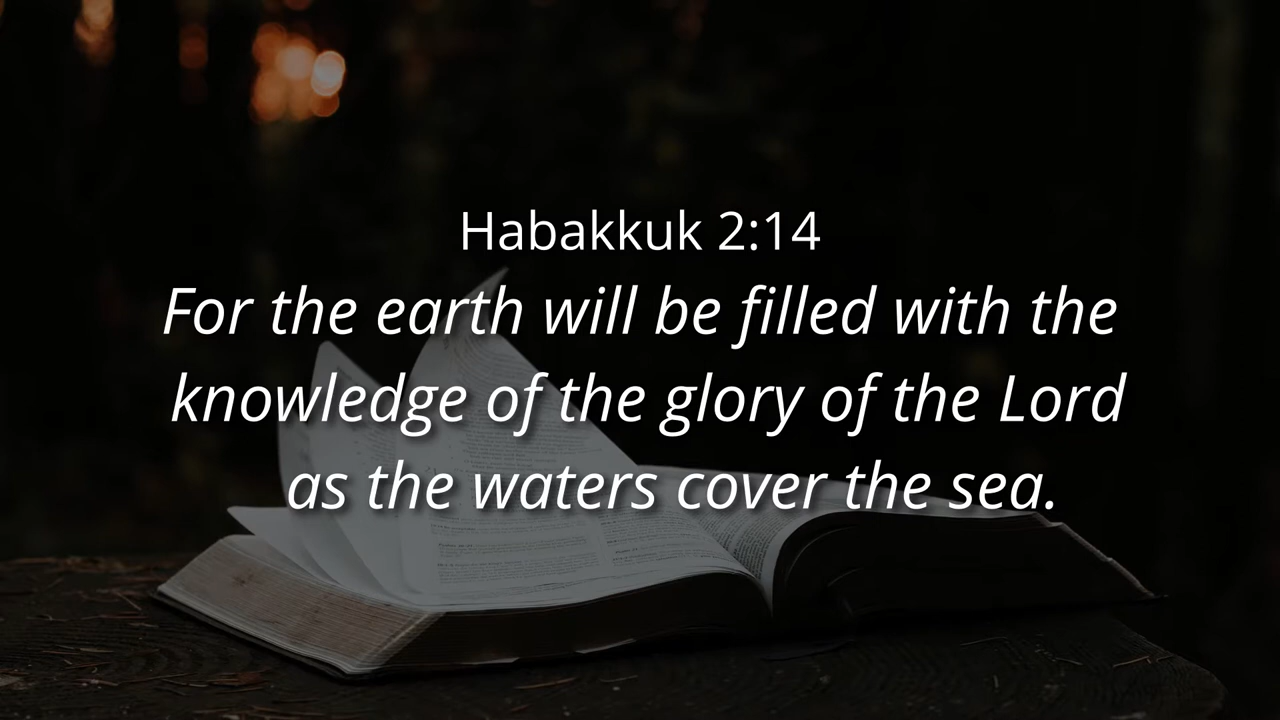 Habakkuk 2:14
For the earth will be filled with the
knowledge of the glory of the Lord
as the waters cover the sea.